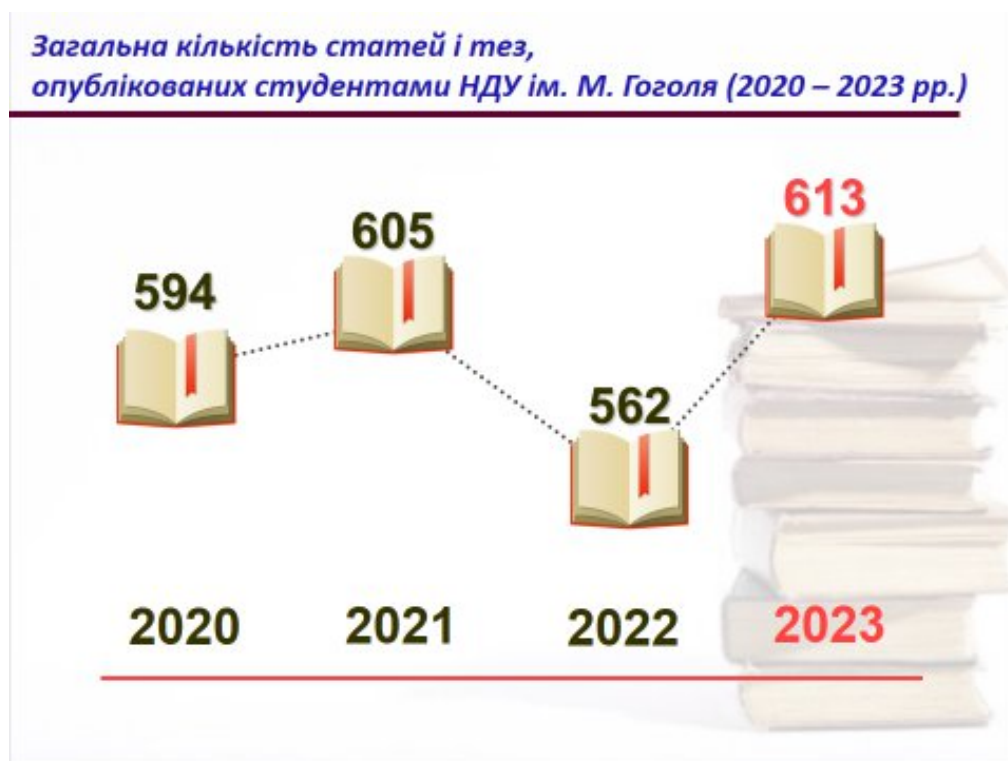 Загальна кількість статей і тез,
опублікованих студентами НДУ ім. М. Гоголя (2020 – 2023 рр.)
613
605
594
562
2020 2021 2022 2023